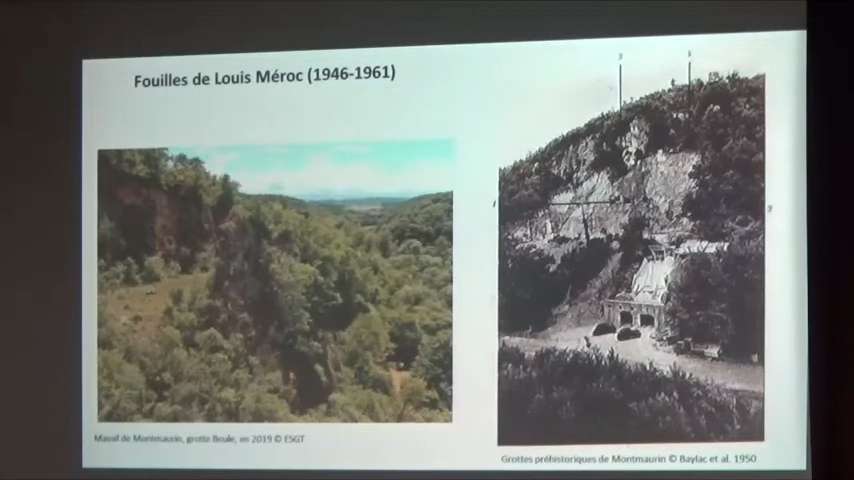 Fouilles de Louis Méroc (1946-1961)
Massif de Montmaurin, grotte Boule, en 2019 © ESGT
Grottes préhistoriques de Montmaurin © Baylac et al. 1950